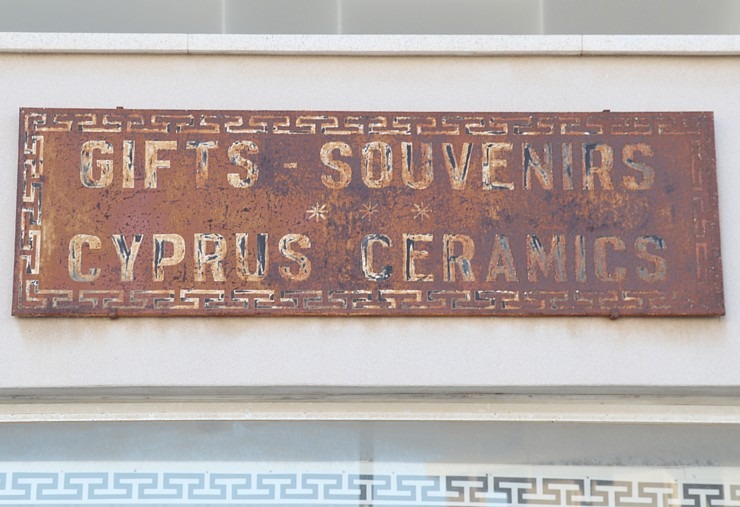 GIFTS - SOUVENIRS
* * *
CYPRUS CERAMICS